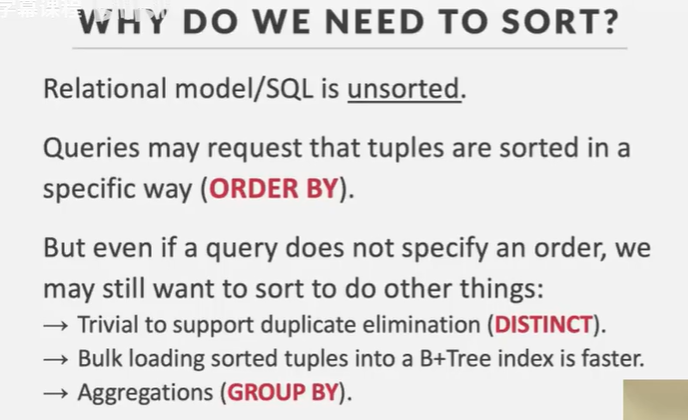 字幕课程
WHY DO WE NEED TO SORT?
Relational model/SQL is unsorted.
Queries may request that tuples are sorted in a
specific way (ORDER BY).
But even if a query does not specify an order, we
may still want to sort to do other things:
→ Trivial to support duplicate elimination (DISTINCT).
→ Bulk loading sorted tuples into a B+Tree index is faster.
→ Aggregations (GROUP BY).